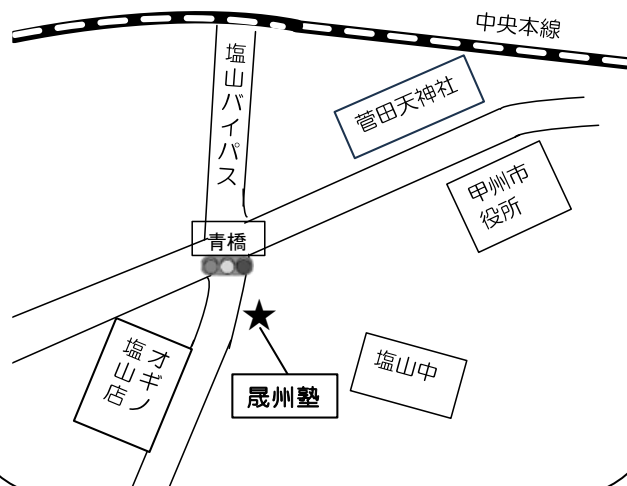 中央本線
塩山バイパス
菅田天神社
甲州市
役所
青橋
オギノ
塩山店
塩山中
晟州塾